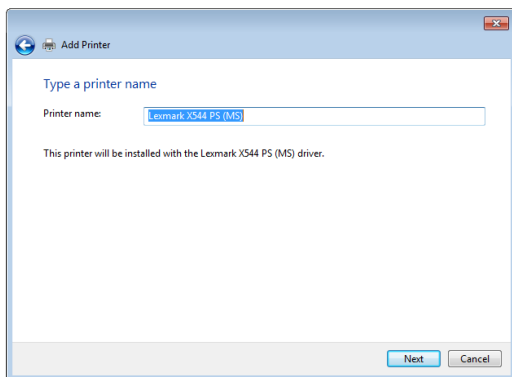 Add Printer
Type a printer name
Printer name: Lexmark X544 PS (MS)
This printer will be installed with the Lexmark X544 PS (MS) driver.
Next Cancel